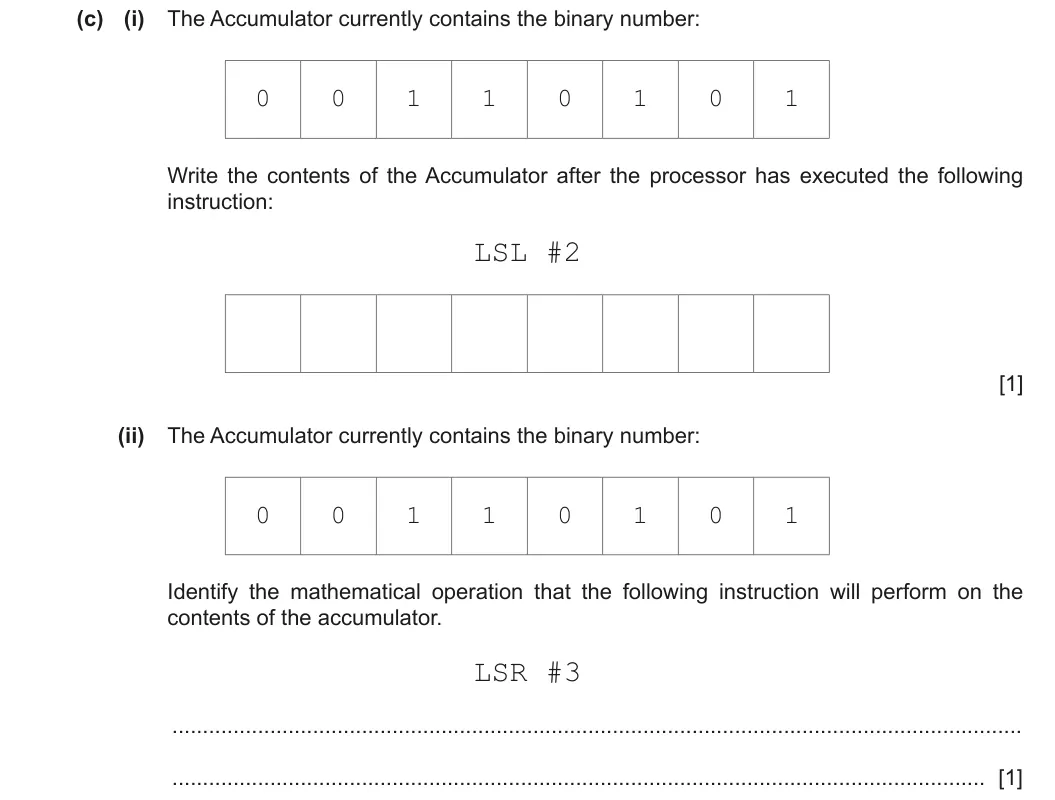 (c) (i) The Accumulator currently contains the binary number:
0 0 1 1 0 1 0 1
Write the contents of the Accumulator after the processor has executed the following
instruction:
LSL #2
[1]
(ii) The Accumulator currently contains the binary number:
0 0 1 1 0 1 0 1
Identify the mathematical operation that the following instruction will perform on the
contents of the accumulator.
LSR #3
...........................................................................................................................................
..................................................................................................................................... [1]